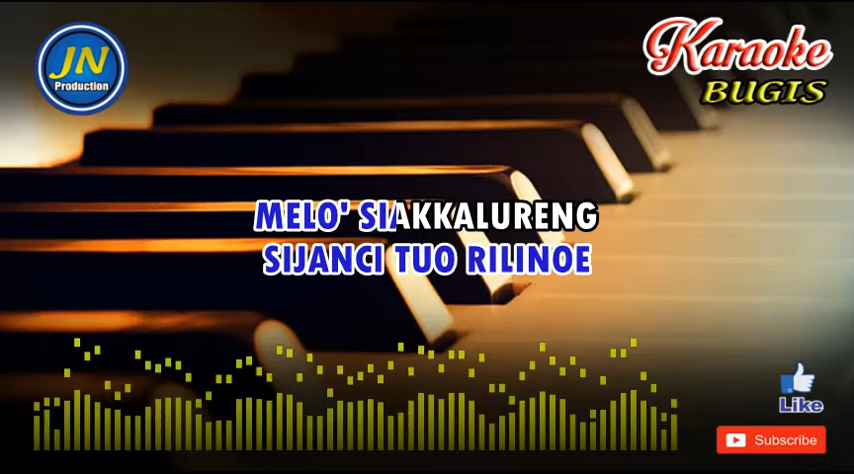 JN
Production
Karaoke
BUGIS
MELO' SIAKKALURENG
SIJANCI TUO RILINOE
Like
Subscribe